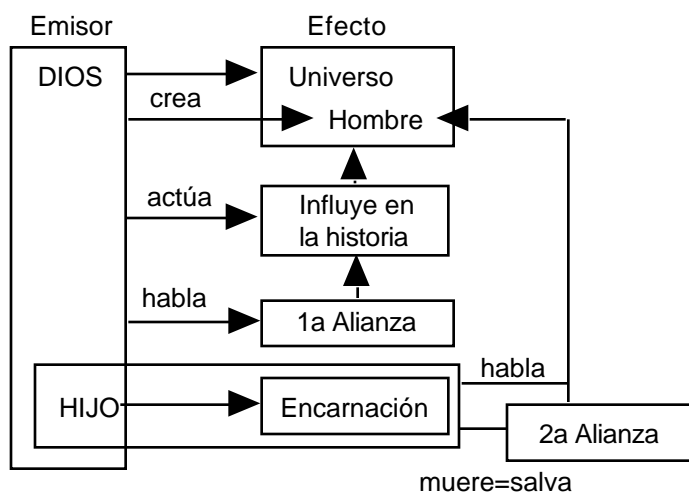 Emisor
Efecto
DIOS
Universo
crea
Hombre
actúa
Influye en
la historia
habla
1a Alianza
habla
HIJO
Encarnación
2a Alianza
muere=salva